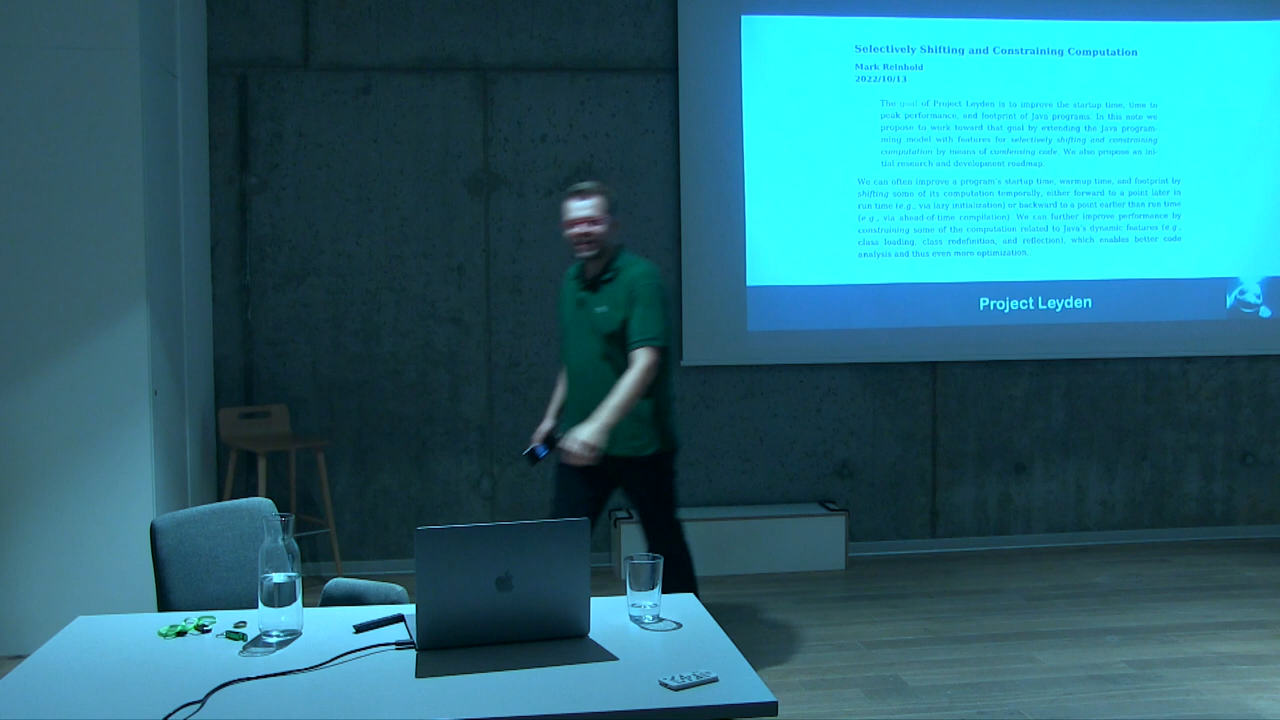 Selectively Shifting and Constraining Computation
Mark Reinhold
2022/10/13
The goal of Project Leyden is to improve the startup time, time to
peak performance, and footprint of Java programs. In this note we
propose to work toward that goal by extending the Java program-
ming model with features for selectively shifting and constraining
computation by means of condensing code. We also propose an ini-
tial research and development roadmap.
We can often improve a program's startup time, warmup time, and footprint by
shifting some of its computation temporally, either forward to a point later in
run time (e.g., via lazy initialization) or backward to a point earlier than run time
(e.g., via ahead-of-time compilation). We can further improve performance by
constraining some of the computation related to Java's dynamic features (e.g.,
class loading, class redefinition, and reflection), which enables better code
analysis and thus even more optimization.
Project Leyden